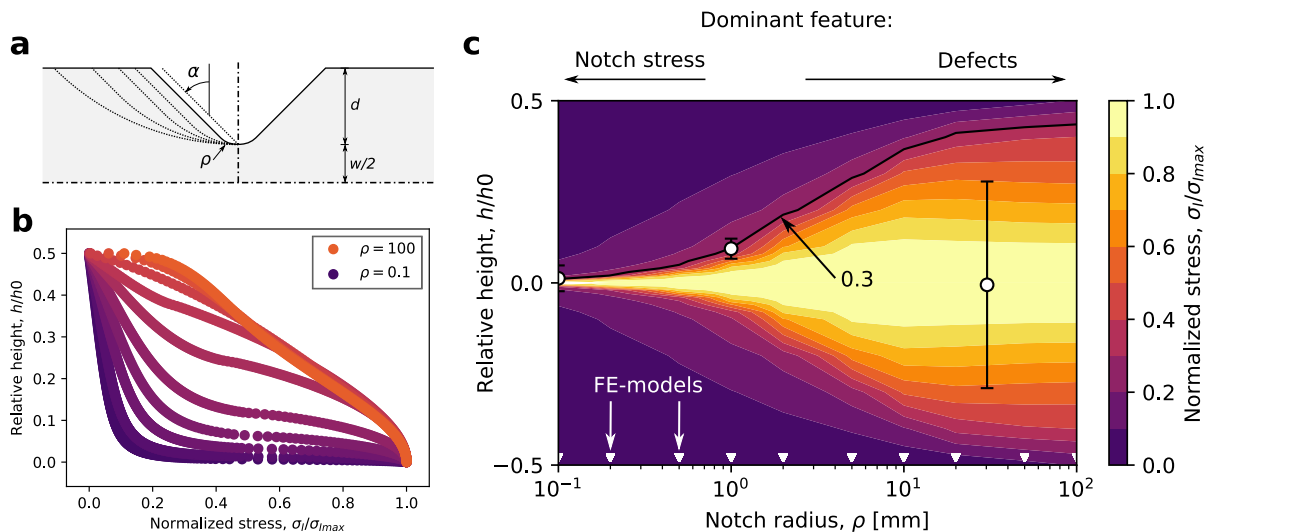 a
α
d
ρ
w/2
b
Relative height, h/h0
0.5
0.4
0.3
0.2
0.1
0.0
ρ = 100
ρ = 0.1
0.0 0.2 0.4 0.6 0.8 1.0
Normalized stress, σI/σImax
c
Dominant feature:
Notch stress
Defects
Relative height, h/h0
0.5
0.0
−0.5
0.3
FE-models
10−1 100 101 102
Notch radius, ρ [mm]
1.0
0.8
0.6
0.4
0.2
0.0
Normalized stress, σI/σImax